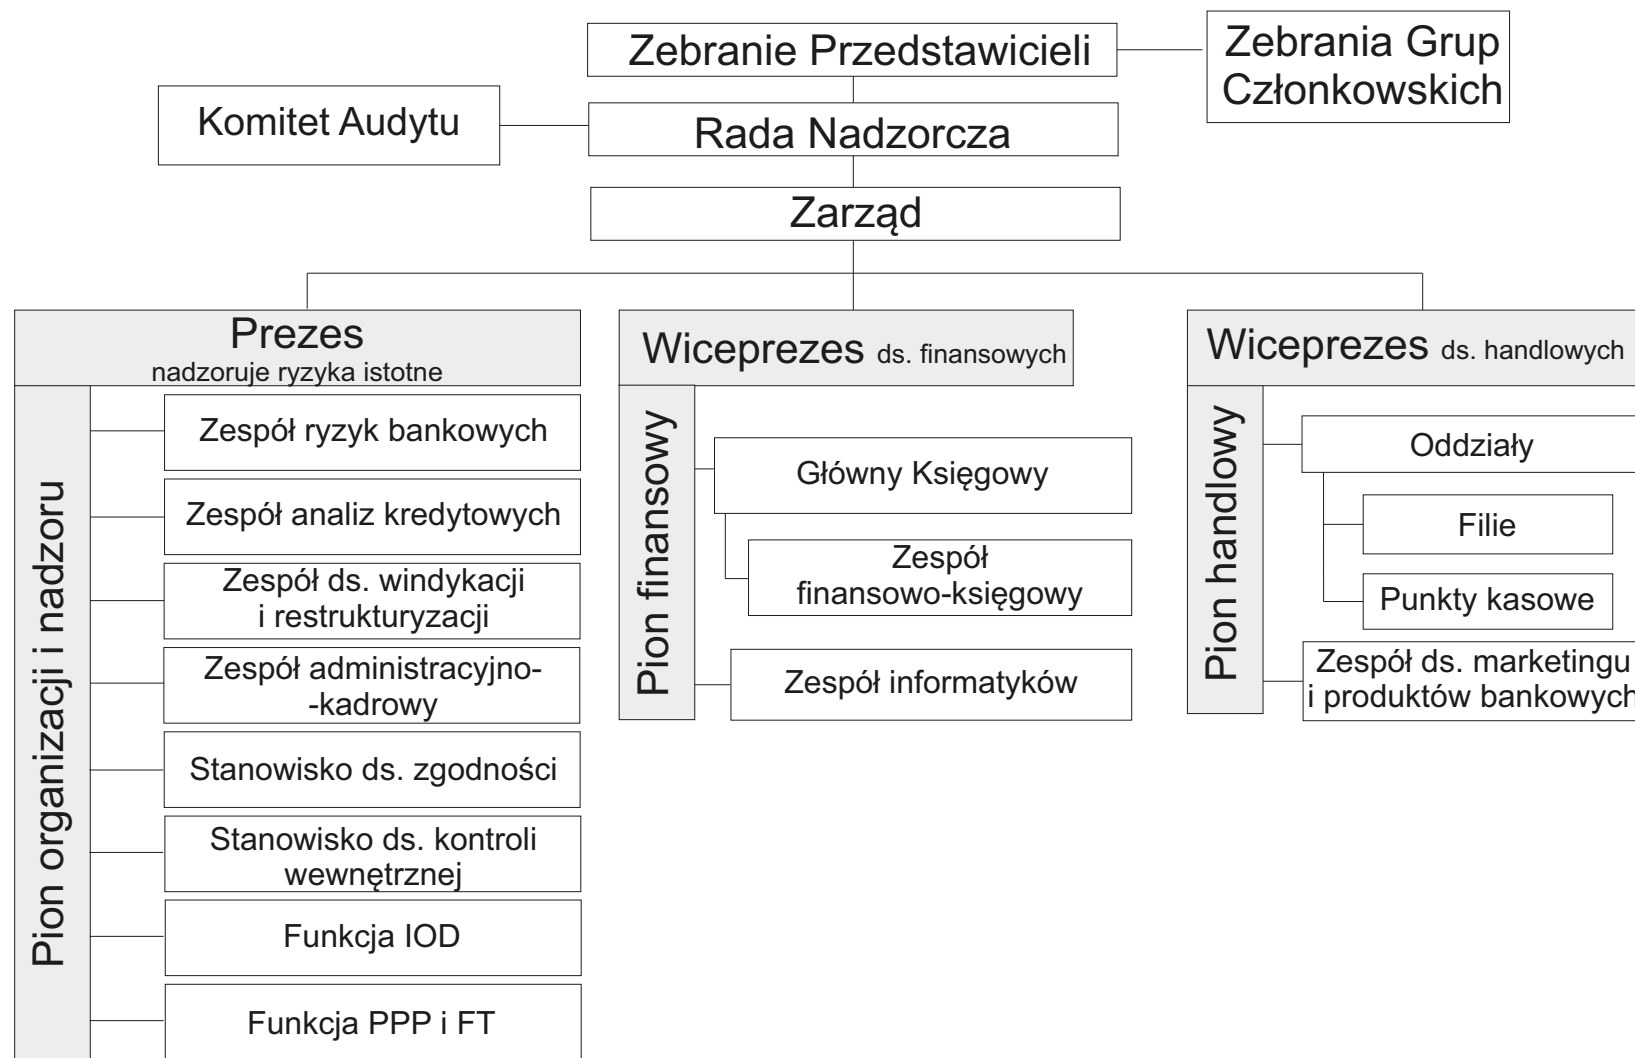 Zebranie Przedstawicieli
Zebrania Grup
Członkowskich
Komitet Audytu
Rada Nadzorcza
Zarząd
Prezes
nadzoruje ryzyka istotne
Pion organizacji i nadzoru
Zespół ryzyk bankowych
Zespół analiz kredytowych
Zespół ds. windykacji
i restrukturyzacji
Zespół administracyjno-
-kadrowy
Stanowisko ds. zgodności
Stanowisko ds. kontroli
wewnętrznej
Funkcja IOD
Funkcja PPP i FT
Wiceprezes ds. finansowych
Pion finansowy
Główny Księgowy
Zespół
finansowo-księgowy
Zespół informatyków
Wiceprezes ds. handlowych
Pion handlowy
Oddziały
Filie
Punkty kasowe
Zespół ds. marketingu
i produktów bankowych